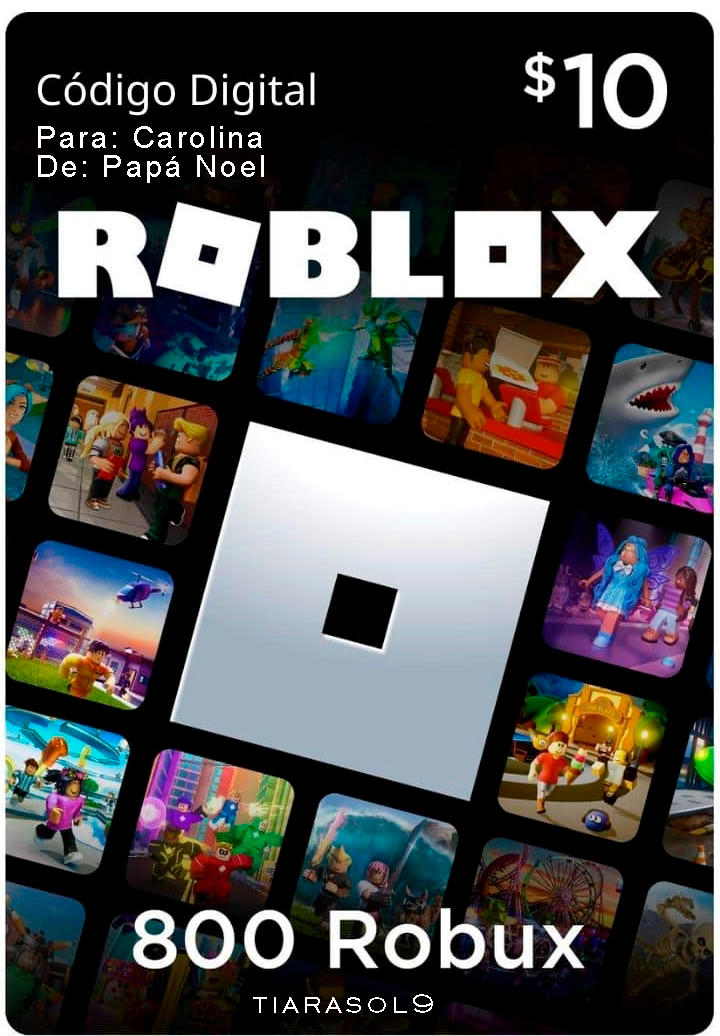 Código Digital
$10
Para: Carolina
De: Papá Noel
ROBLOX
800 Robux
TIARASOL9